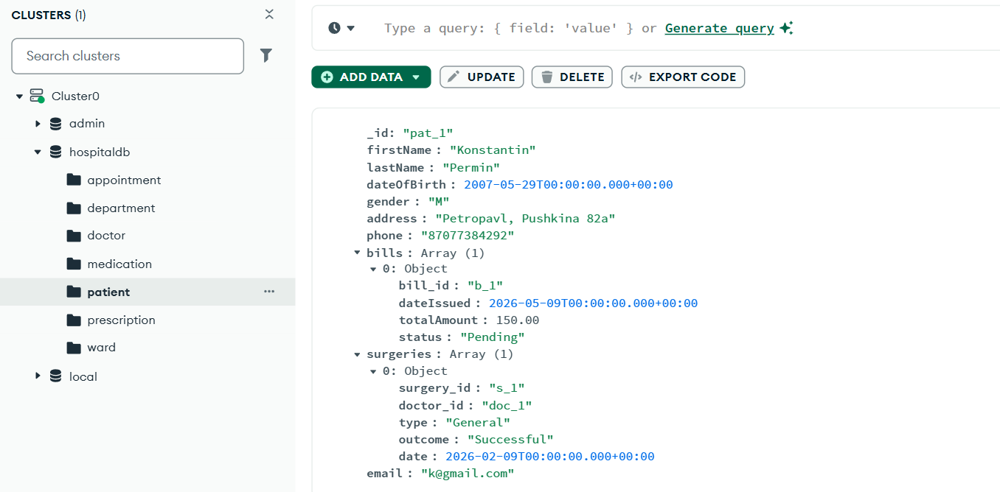 CLUSTERS (1)
Search clusters
Cluster0
admin
hospitaldb
appointment
department
doctor
medication
patient
prescription
ward
local
Type a query: { field: 'value' } or Generate query
ADD DATA UPDATE DELETE </> EXPORT CODE
_id: "pat_1"
firstName : "Konstantin"
lastName : "Permin"
dateOfBirth : 2007-05-29T00:00:00.000+00:00
gender : "M"
address : "Petropavl, Pushkina 82a"
phone : "87077384292"
bills : Array (1)
0: Object
bill_id : "b_1"
dateIssued : 2026-05-09T00:00:00.000+00:00
totalAmount : 150.00
status : "Pending"
surgeries : Array (1)
0: Object
surgery_id : "s_1"
doctor_id : "doc_1"
type : "General"
outcome : "Successful"
date : 2026-02-09T00:00:00.000+00:00
email : "k@gmail.com"